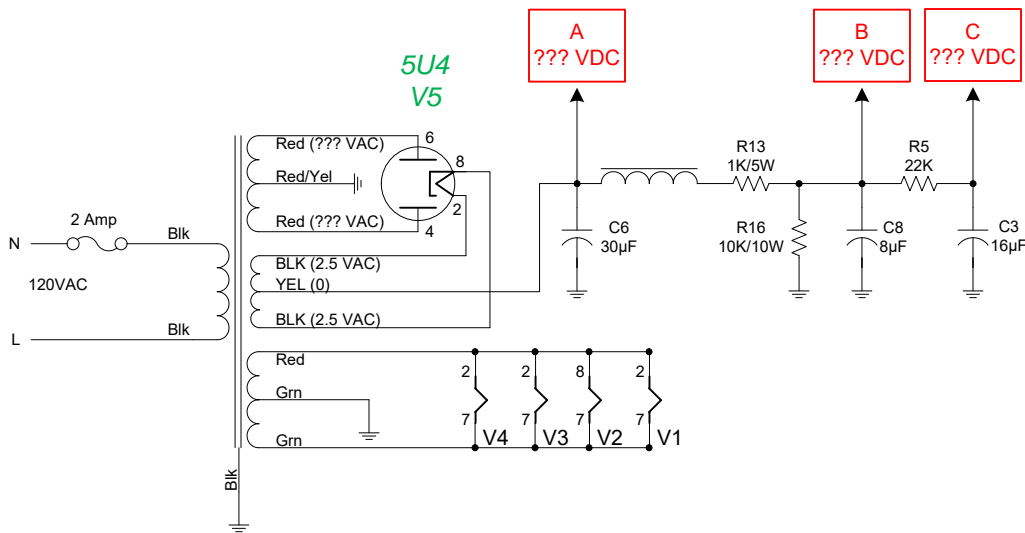 A
??? VDC
B
??? VDC
C
??? VDC
5U4
V5
6
8
2
4
Red (??? VAC)
Red/Yel
Red (??? VAC)
R13
1K/5W
R5
22K
R16
10K/10W
C6
30µF
C8
8µF
C3
16µF
N
2 Amp
Blk
120VAC
L
Blk
BLK (2.5 VAC)
YEL (0)
BLK (2.5 VAC)
Red
Grn
Grn
2
2
8
2
7
7
7
7
V4
V3
V2
V1
Blk